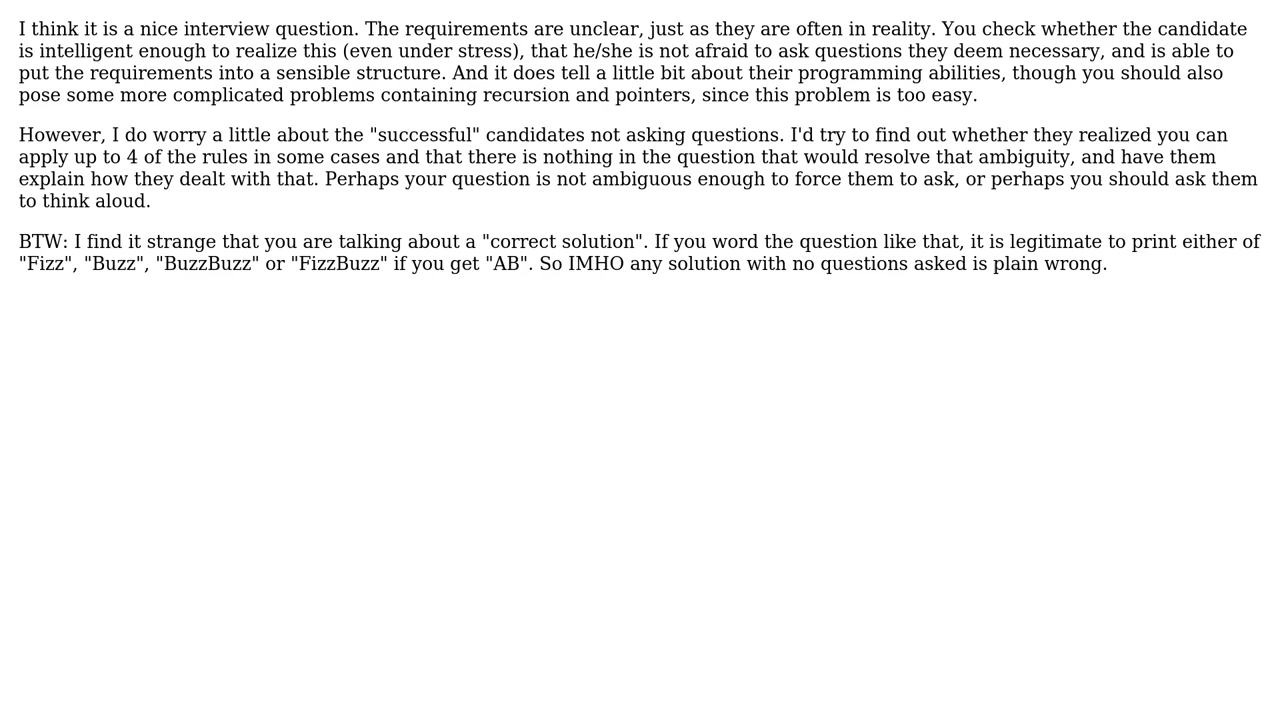 I think it is a nice interview question. The requirements are unclear, just as they are often in reality. You check whether the candidate
is intelligent enough to realize this (even under stress), that he/she is not afraid to ask questions they deem necessary, and is able to
put the requirements into a sensible structure. And it does tell a little bit about their programming abilities, though you should also
pose some more complicated problems containing recursion and pointers, since this problem is too easy.
However, I do worry a little about the "successful" candidates not asking questions. I'd try to find out whether they realized you can
apply up to 4 of the rules in some cases and that there is nothing in the question that would resolve that ambiguity, and have them
explain how they dealt with that. Perhaps your question is not ambiguous enough to force them to ask, or perhaps you should ask them
to think aloud.
BTW: I find it strange that you are talking about a "correct solution". If you word the question like that, it is legitimate to print either of
"Fizz", "Buzz", "BuzzBuzz" or "FizzBuzz" if you get "AB". So IMHO any solution with no questions asked is plain wrong.